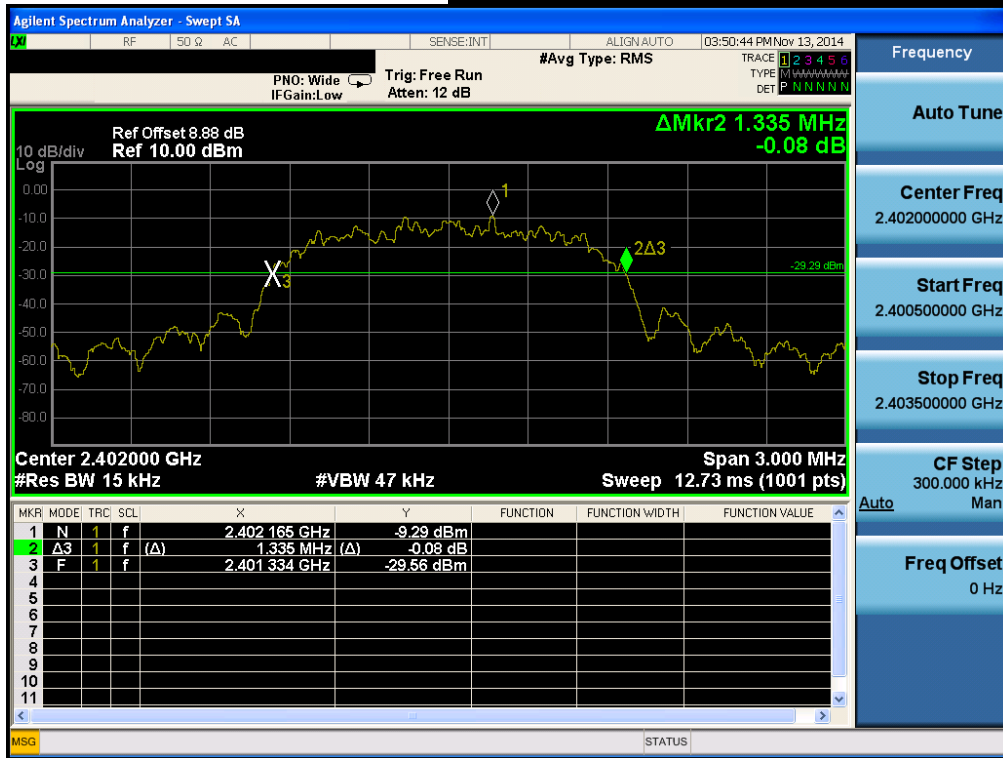 Agilent Spectrum Analyzer - Swept SA
LXI RF 50 Ω AC SENSE:INT ALIGN AUTO 03:50:44 PM Nov 13, 2014
Frequency
#Avg Type: RMS
TRACE 1 2 3 4 5 6
PNO: Wide Trig: Free Run
TYPE M WWWWW
IFGain:Low Atten: 12 dB
DET P N N N N N
Auto Tune
ΔMkr2 1.335 MHz
-0.08 dB
Ref Offset 8.88 dB
10 dB/div Ref 10.00 dBm
Log
0.00
-10.0
-20.0
-30.0
-40.0
-50.0
-60.0
-70.0
-80.0
1
2Δ3
-29.29 dBm
X3
Center Freq
2.402000000 GHz
Start Freq
2.400500000 GHz
Stop Freq
2.403500000 GHz
Center 2.402000 GHz Span 3.000 MHz
#Res BW 15 kHz #VBW 47 kHz Sweep 12.73 ms (1001 pts)
CF Step
300.000 kHz
Auto Man
Freq Offset
0 Hz
MKR MODE TRC SCL X Y FUNCTION FUNCTION WIDTH FUNCTION VALUE
1 N 1 f 2.402 165 GHz -9.29 dBm
2 Δ3 1 f (Δ) 1.335 MHz (Δ) -0.08 dB
3 F 1 f 2.401 334 GHz -29.56 dBm
4
5
6
7
8
9
10
11
MSG STATUS